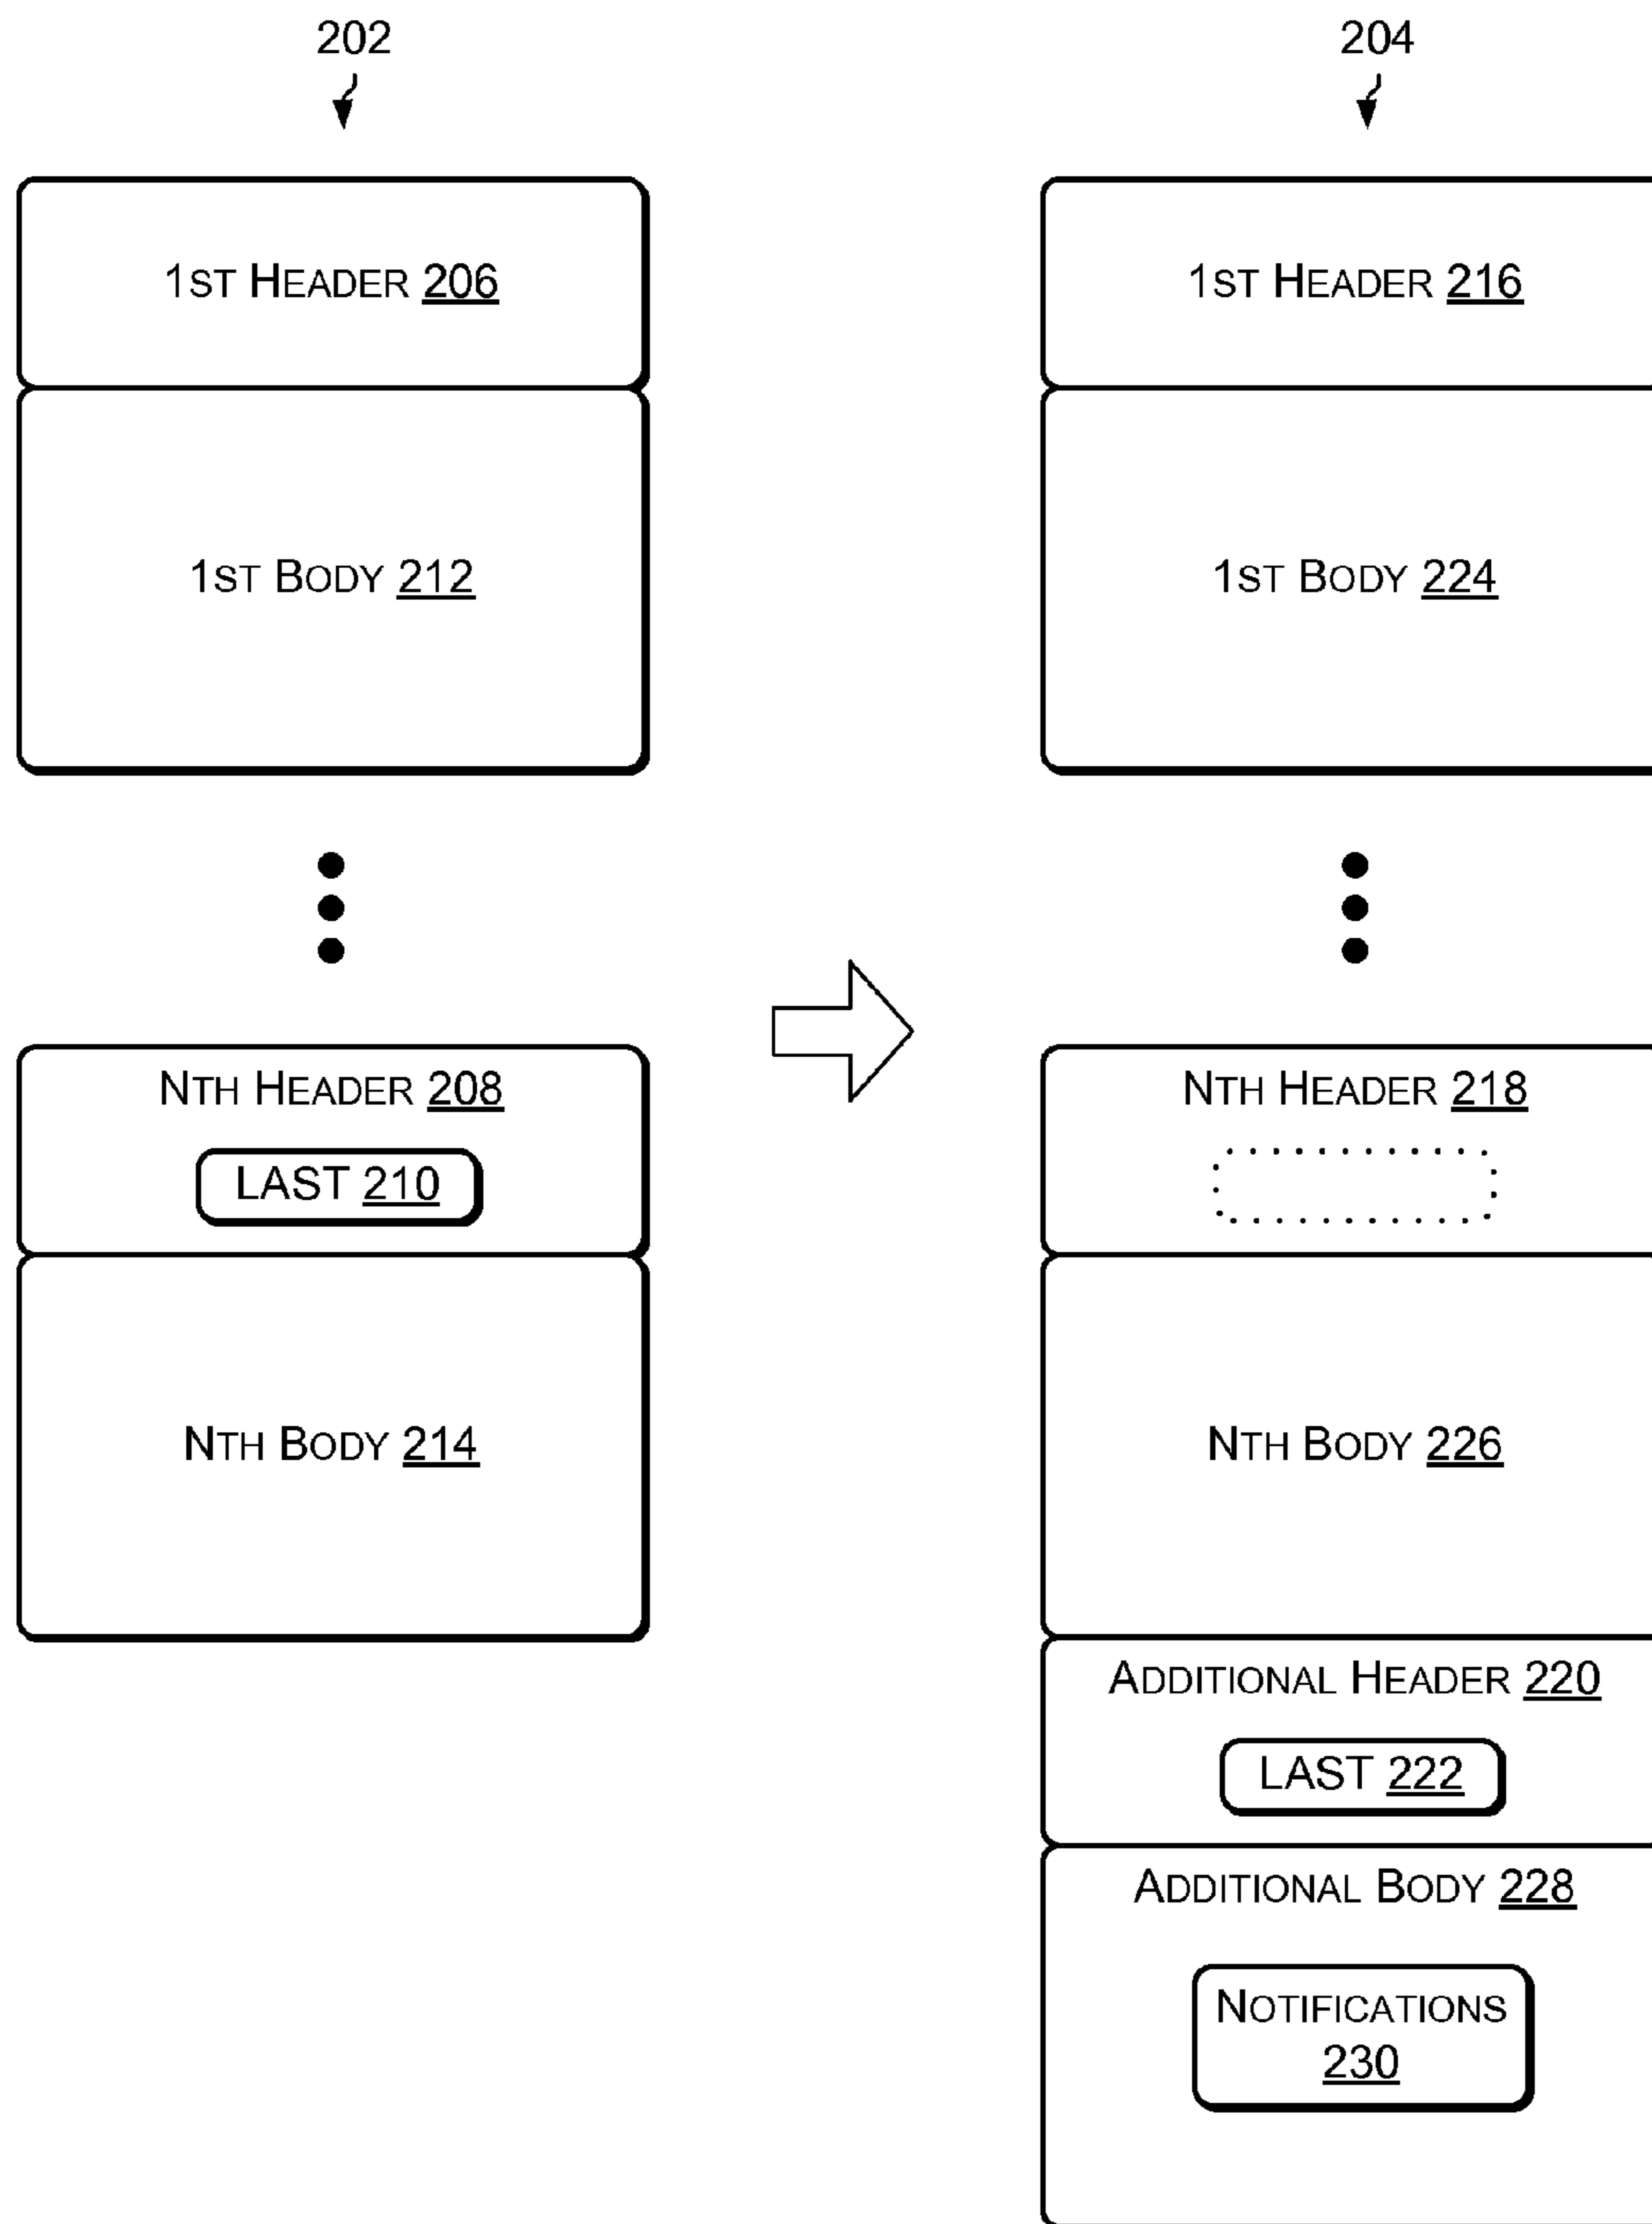 202
204
1ST HEADER 206
1ST HEADER 216
1ST BODY 212
1ST BODY 224
NTH HEADER 208
LAST 210
NTH HEADER 218
NTH BODY 214
NTH BODY 226
ADDITIONAL HEADER 220
LAST 222
ADDITIONAL BODY 228
NOTIFICATIONS
230